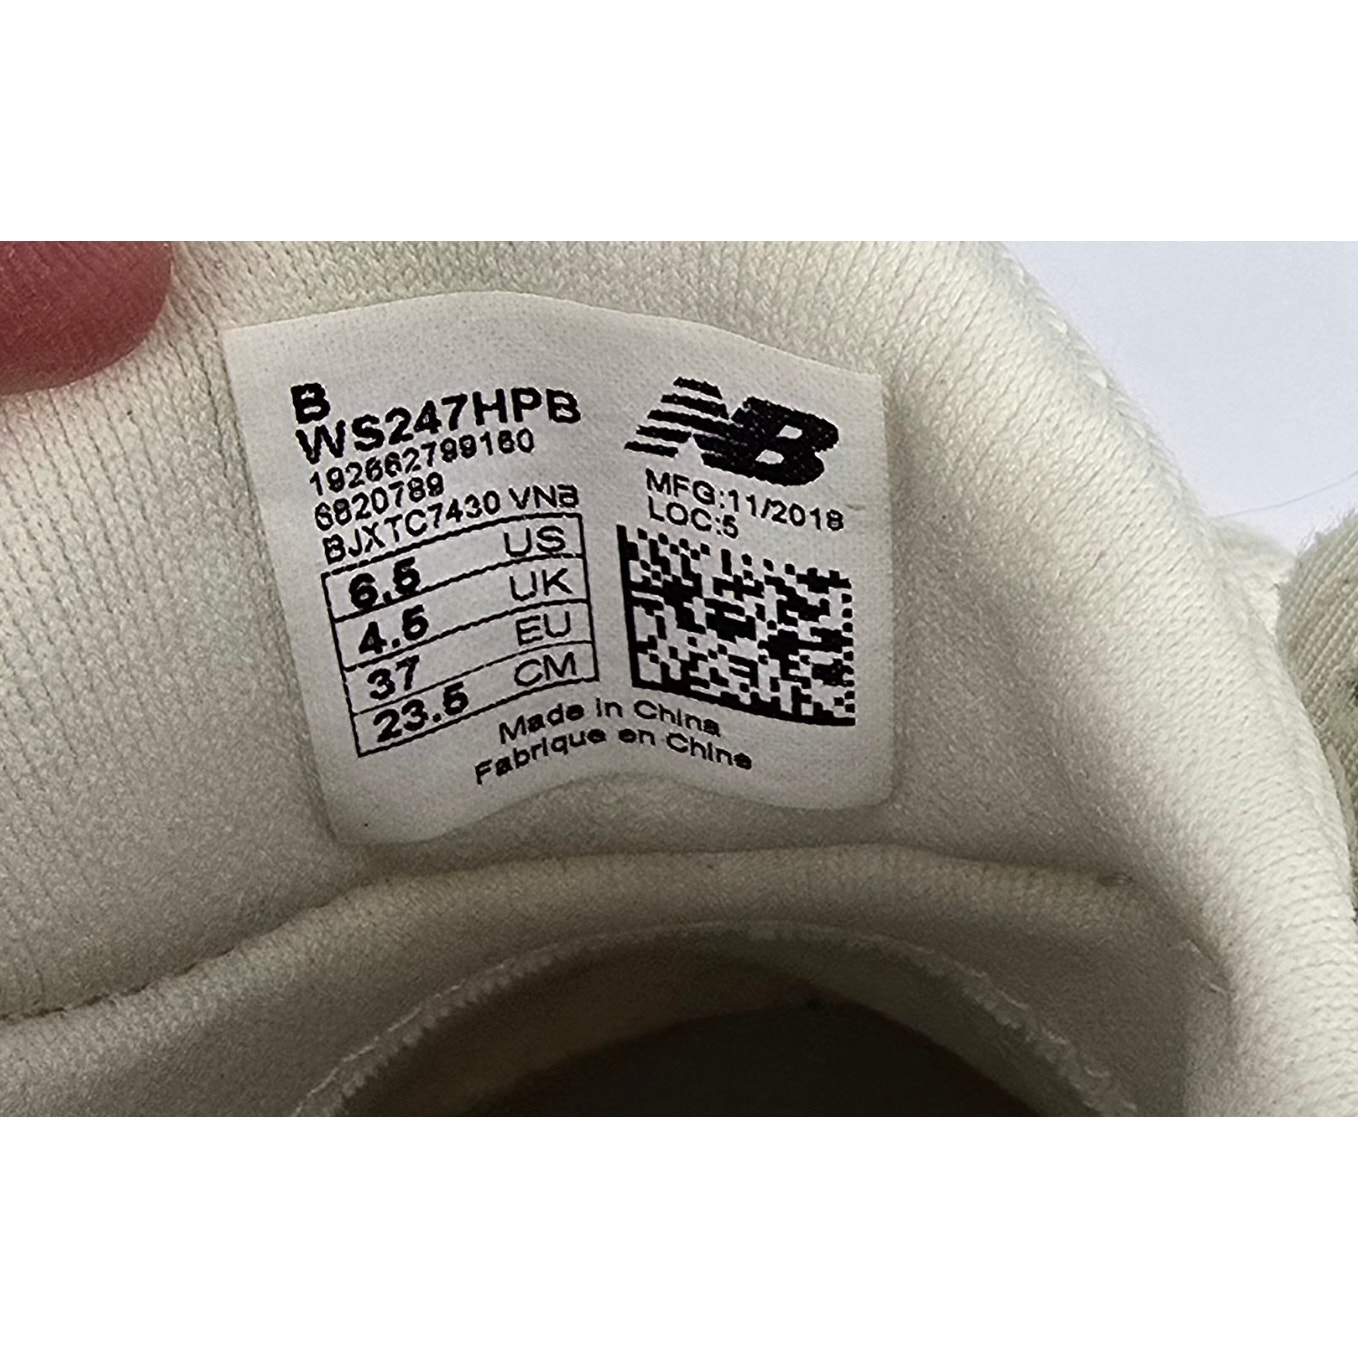 B
WS247HPB
192662799160
6820789
BJXTC7430 VNB
6.5 US
4.5 UK
37 EU
23.5 CM
NB
MFG:11/2018
LOC:5
Made in China
Fabrique en Chine